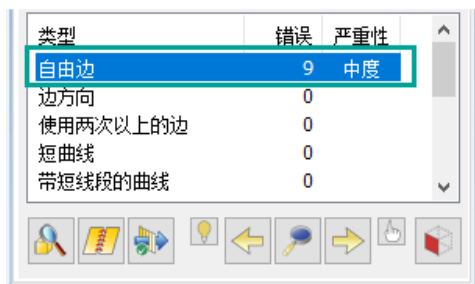 类型 错误 严重性
自由边 9 中度
边方向 0
使用两次以上的边 0
短曲线 0
带短线段的曲线 0